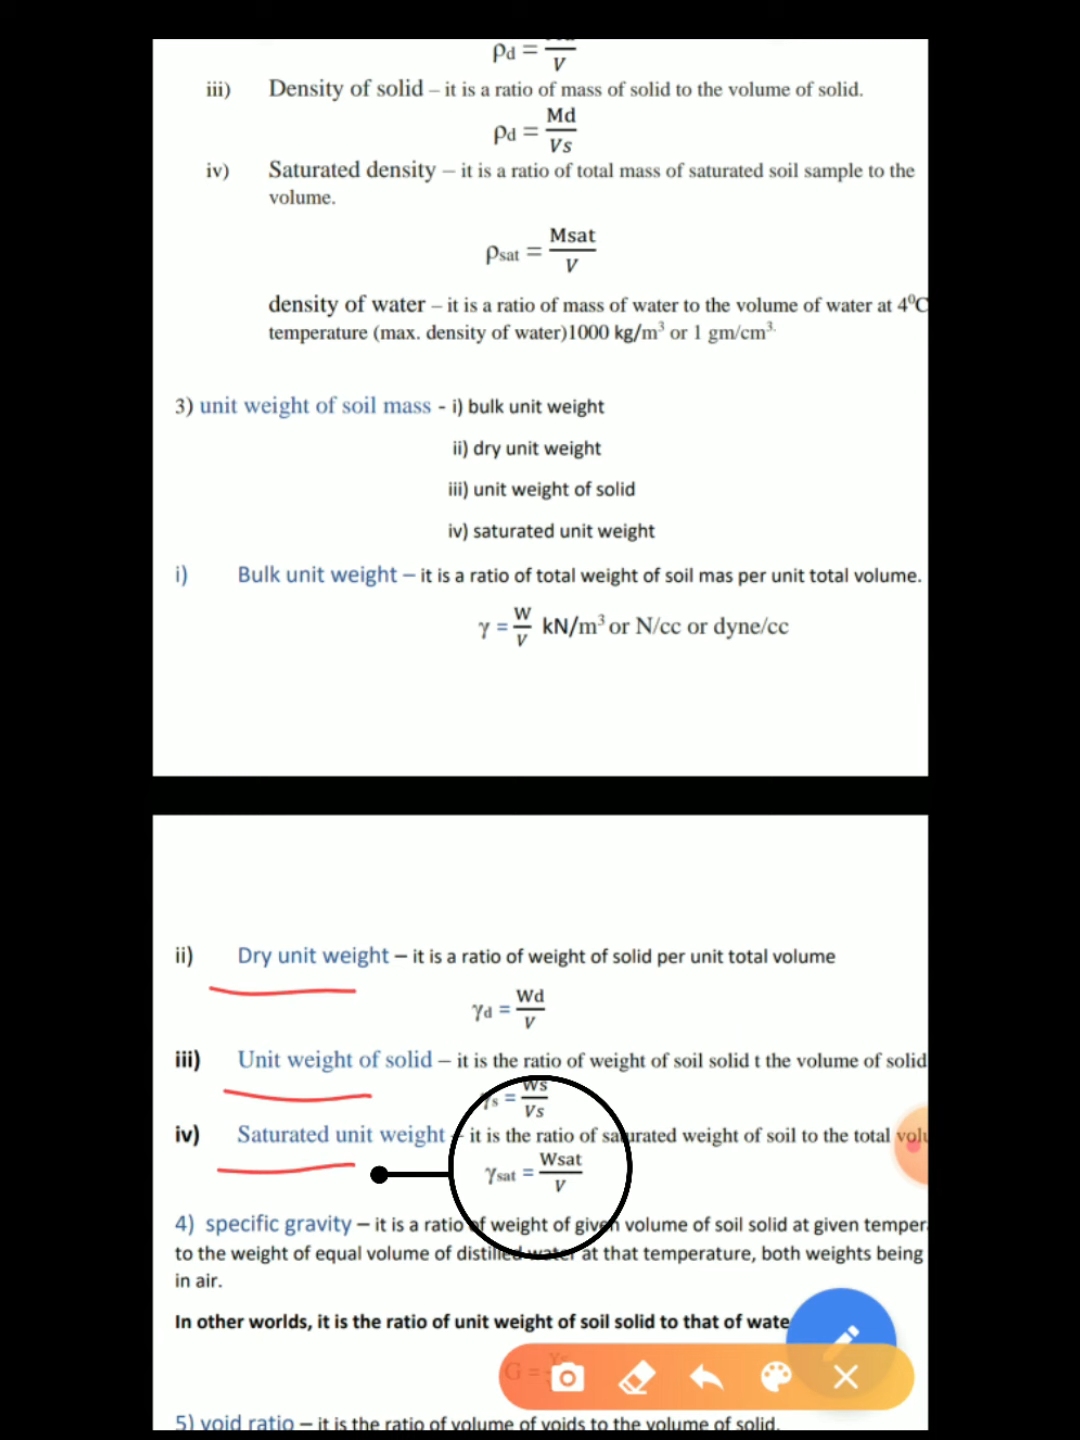 ρd = /V
iii) Density of solid – it is a ratio of mass of solid to the volume of solid.
ρd = Md/Vs
iv) Saturated density – it is a ratio of total mass of saturated soil sample to the
volume.
ρsat = Msat/V
density of water – it is a ratio of mass of water to the volume of water at 4⁰C
temperature (max. density of water)1000 kg/m³ or 1 gm/cm³.
3) unit weight of soil mass - i) bulk unit weight
ii) dry unit weight
iii) unit weight of solid
iv) saturated unit weight
i) Bulk unit weight – it is a ratio of total weight of soil mas per unit total volume.
γ = W/V kN/m³ or N/cc or dyne/cc
ii) Dry unit weight – it is a ratio of weight of solid per unit total volume
γd = Wd/V
iii) Unit weight of solid – it is the ratio of weight of soil solid t the volume of solid
γs = Ws/Vs
iv) Saturated unit weight – it is the ratio of saturated weight of soil to the total
γsat = Wsat/V
4) specific gravity – it is a ratio of weight of given volume of soil solid at given
to the weight of equal volume of distilled water at that temperature, both weights being
in air.
In other worlds, it is the ratio of unit weight of soil solid to that of
G =
5) void ratio – it is the ratio of volume of voids to the volume of solid.